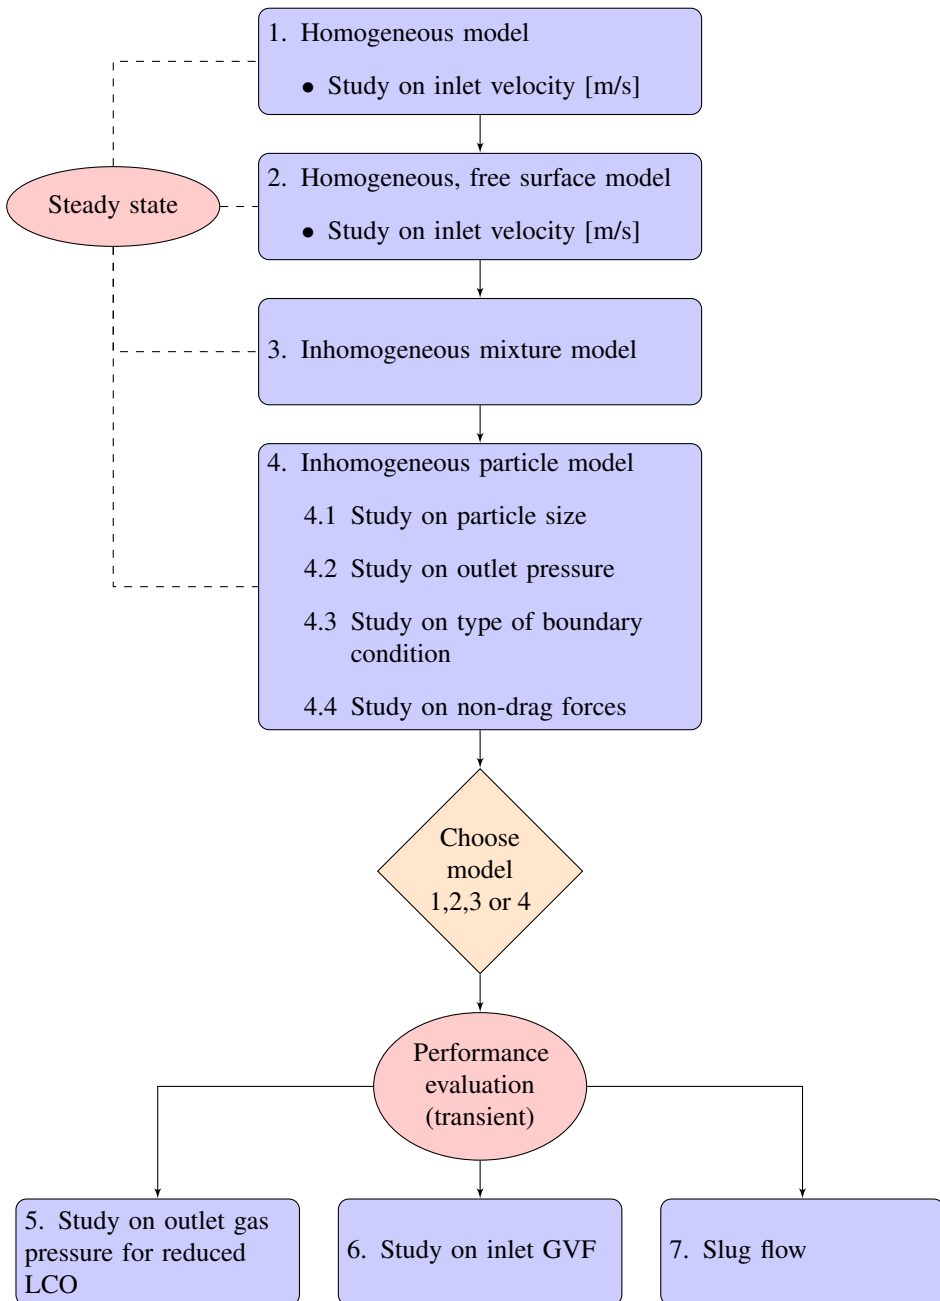 1. Homogeneous model
• Study on inlet velocity [m/s]
Steady state
2. Homogeneous, free surface model
• Study on inlet velocity [m/s]
3. Inhomogeneous mixture model
4. Inhomogeneous particle model
4.1 Study on particle size
4.2 Study on outlet pressure
4.3 Study on type of boundary
condition
4.4 Study on non-drag forces
Choose
model
1,2,3 or 4
Performance
evaluation
(transient)
5. Study on outlet gas
pressure for reduced
LCO
6. Study on inlet GVF
7. Slug flow